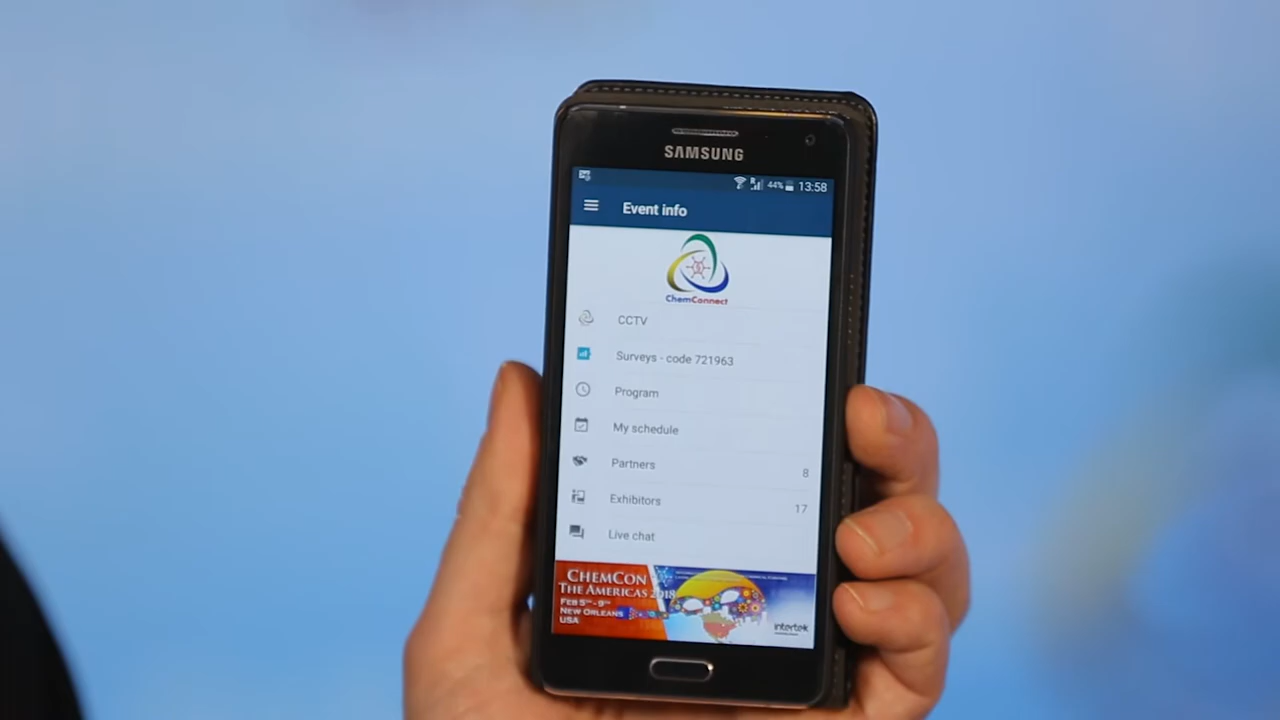 SAMSUNG
44% 13:58
Event info
ChemConnect
CCTV
Surveys - code 721963
Program
My schedule
Partners 8
Exhibitors 17
Live chat
CHEMCON
THE AMERICAS 2018
FEB 5TH - 9TH
NEW ORLEANS
USA
intertek